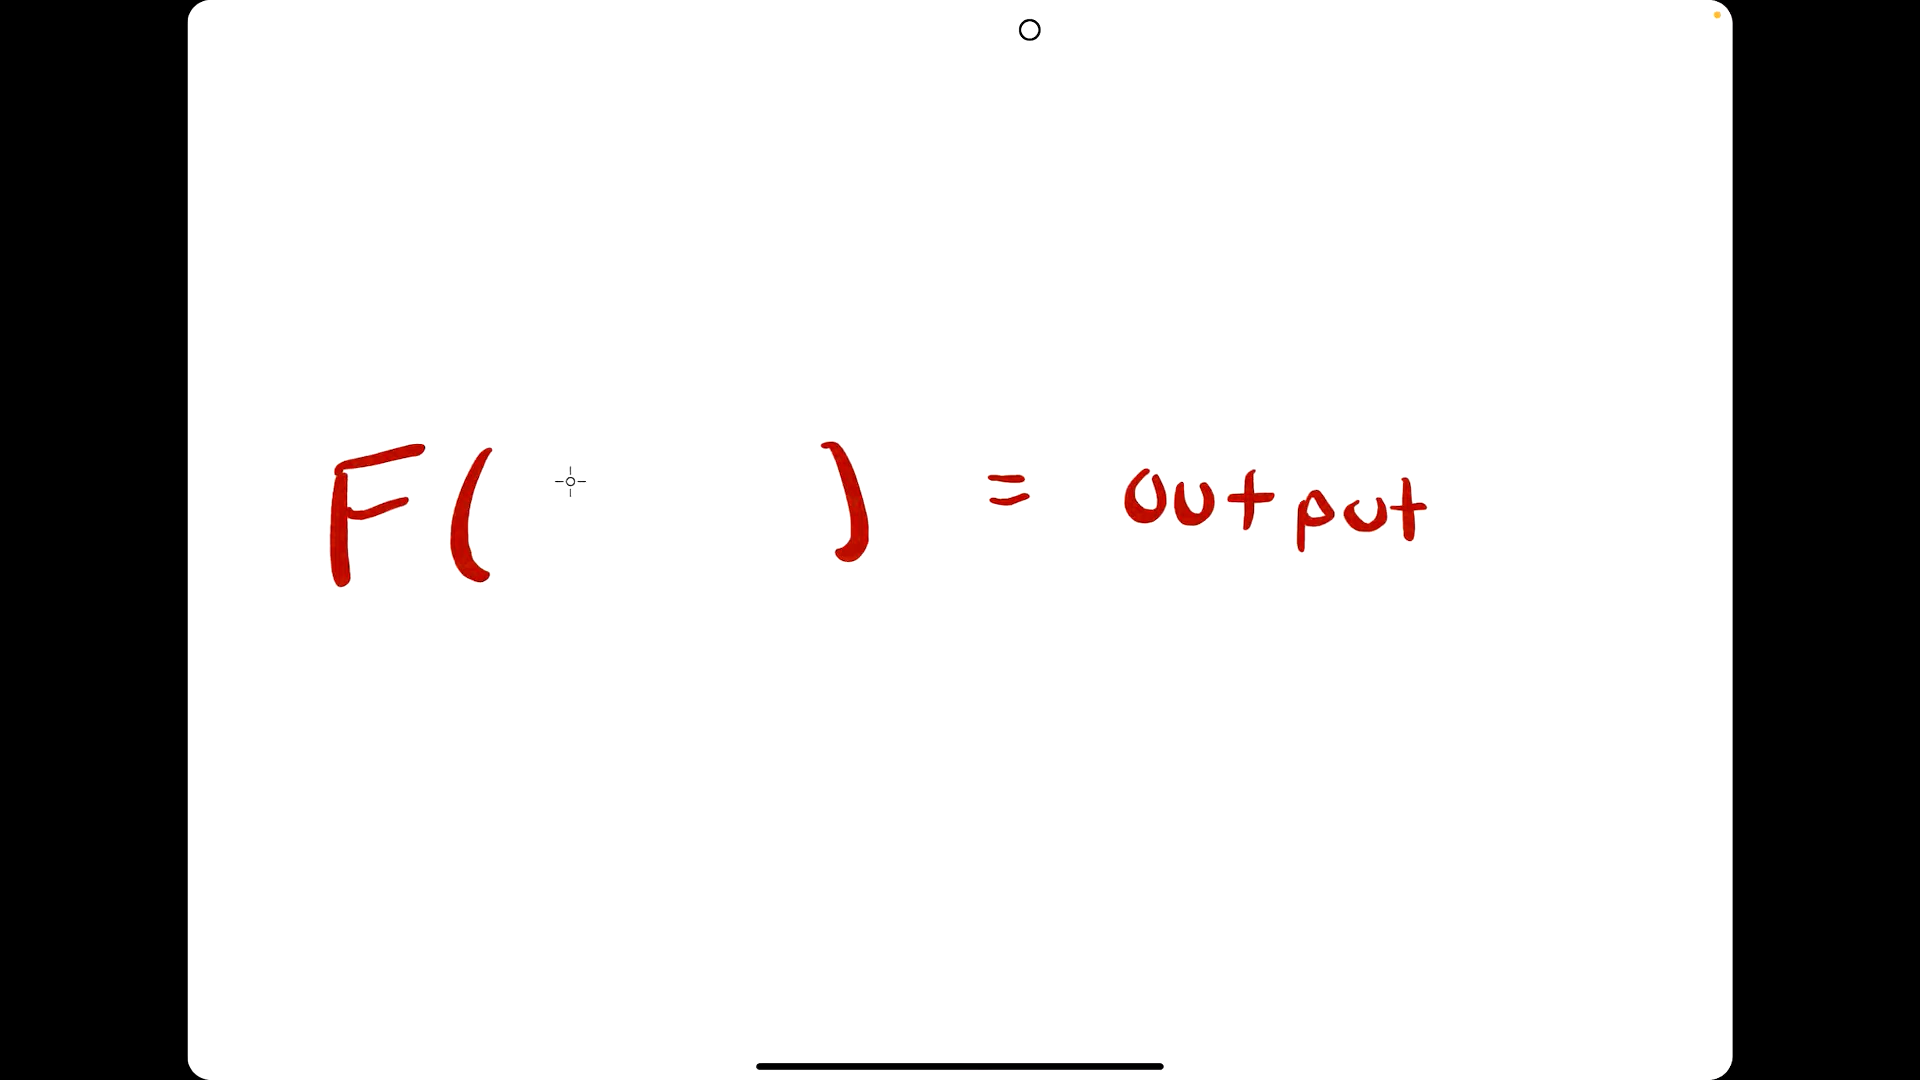 F( ) = output